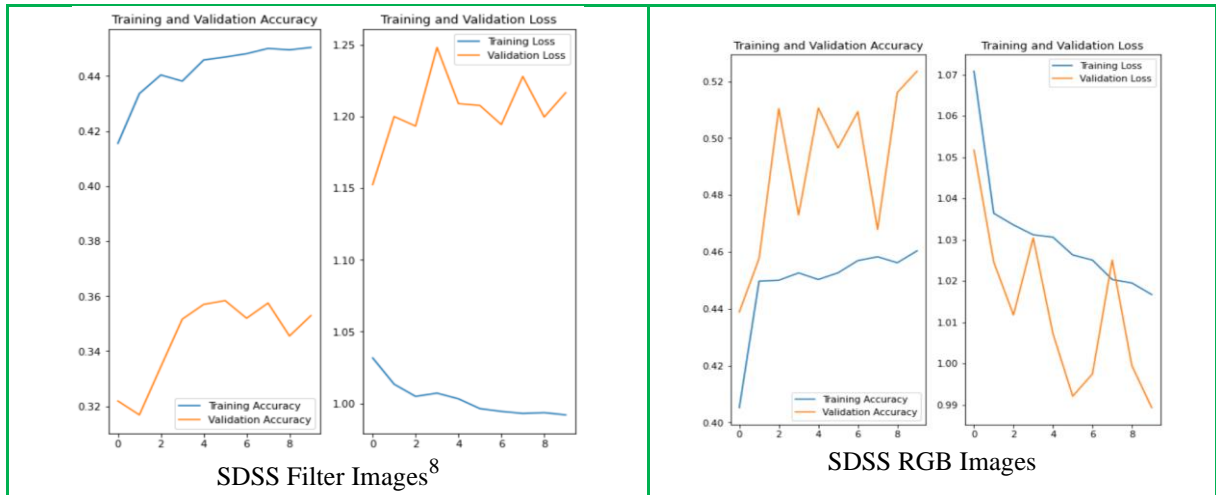 Training and Validation Accuracy
0.44
0.42
0.40
0.38
0.36
0.34
0.32
Training Accuracy
Validation Accuracy
0 2 4 6 8
Training and Validation Loss
1.25
1.20
1.15
1.10
1.05
1.00
Training Loss
Validation Loss
0 2 4 6 8
SDSS Filter Images8
Training and Validation Accuracy
0.52
0.50
0.48
0.46
0.44
0.42
0.40
Training Accuracy
Validation Accuracy
0 2 4 6 8
Training and Validation Loss
1.07
1.06
1.05
1.04
1.03
1.02
1.01
1.00
0.99
Training Loss
Validation Loss
0 2 4 6 8
SDSS RGB Images